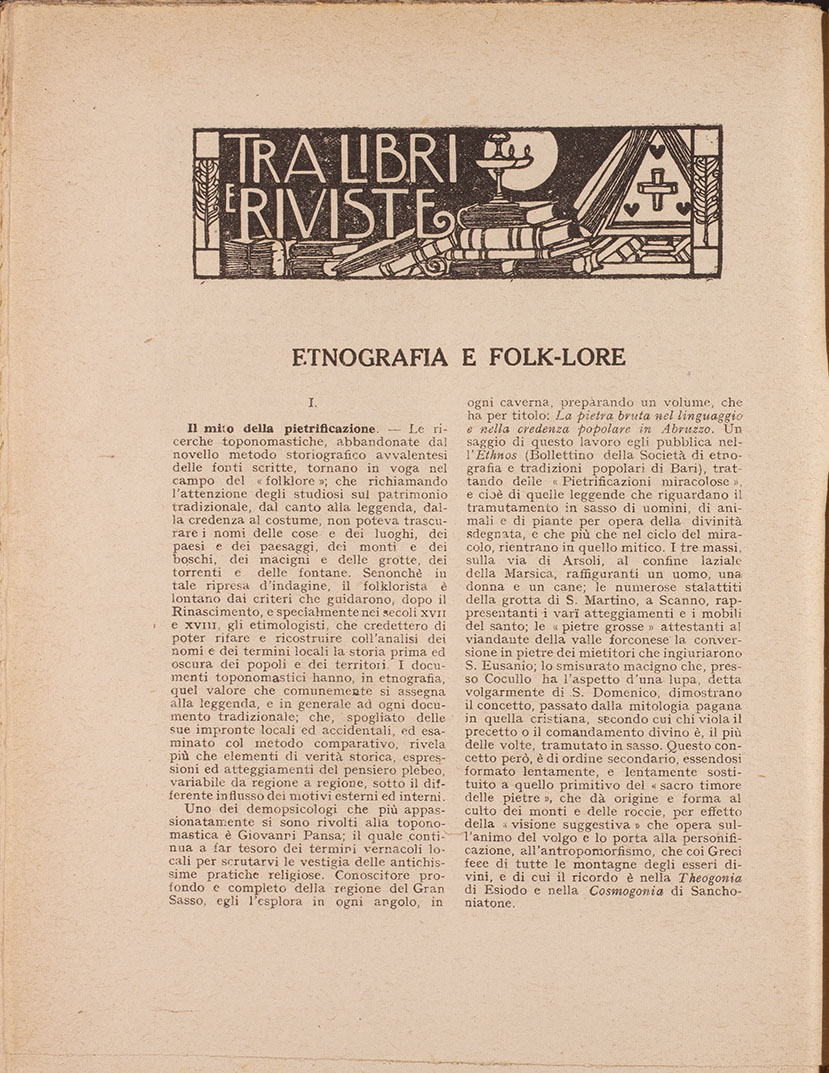 TRA LIBRI
E RIVISTE
ETNOGRAFIA E FOLK-LORE
I.
Il mito della pietrificazione. — Le ri-
cerche toponomastiche, abbandonate dal
novello metodo storiografico avvalentesi
delle fonti scritte, tornano in voga nel
campo del « folklore »; che richiamando
l'attenzione degli studiosi sul patrimonio
tradizionale, dal canto alla leggenda, dal-
la credenza al costume, non poteva trascu-
rare i nomi delle cose e dei luoghi, dei
paesi e dei paesaggi, dei monti e dei
boschi, dei macigni e delle grotte, dei
torrenti e delle fontane. Senonchè in
tale ripresa d'indagine, il folklorista è
lontano dai criteri che guidarono, dopo il
Rinascimento, e specialmente nei secoli XVII
e XVIII, gli etimologisti, che credettero di
poter rifare e ricostruire coll'analisi dei
nomi e dei termini locali la storia prima ed
oscura dei popoli e dei territori. I docu-
menti toponomastici hanno, in etnografia,
quel valore che comunemente si assegna
alla leggenda, e in generale ad ogni docu-
mento tradizionale; che, spogliato delle
sue impronte locali ed accidentali, ed esa-
minato col metodo comparativo, rivela
più che elementi di verità storica, espres-
sioni ed atteggiamenti del pensiero plebeo,
variabile da regione a regione, sotto il dif-
ferente influsso dei motivi esterni ed interni.
Uno dei demopsicologi che più appas-
sionatamente si sono rivolti alla topono-
mastica è Giovanni Pansa; il quale conti-
nua a far tesoro dei termini vernacoli lo-
cali per scrutarvi le vestigia delle antichis-
sime pratiche religiose. Conoscitore pro-
fondo e completo della regione del Gran
Sasso, egli l'esplora in ogni angolo, in
ogni caverna, preparando un volume, che
ha per titolo: La pietra bruta nel linguaggio
e nella credenza popolare in Abruzzo. Un
saggio di questo lavoro egli pubblica nel-
l'Ethnos (Bollettino della Società di etno-
grafia e tradizioni popolari di Bari), trat-
tando delle « Pietrificazioni miracolose »,
e cioè di quelle leggende che riguardano il
tramutamento in sasso di uomini, di ani-
mali e di piante per opera della divinità
sdegnata, e che più che nel ciclo del mira-
colo, rientrano in quello mitico. I tre massi,
sulla via di Arsoli, al confine laziale
della Marsica, raffiguranti un uomo, una
donna e un cane; le numerose stalattiti
della grotta di S. Martino, a Scanno, rap-
presentanti i varî atteggiamenti e i mobili
del santo; le « pietre grosse » attestanti al
viandante della valle forconese la conver-
sione in pietre dei mietitori che ingiuriarono
S. Eusanio; lo smisurato macigno che, pres-
so Cocullo ha l'aspetto d'una lupa, detta
volgarmente di S. Domenico, dimostrano
il concetto, passato dalla mitologia pagana
in quella cristiana, secondo cui chi viola il
precetto o il comandamento divino è, il più
delle volte, tramutato in sasso. Questo con-
cetto però, è di ordine secondario, essendosi
formato lentamente, e lentamente sosti-
tuito a quello primitivo del « sacro timore
delle pietre », che dà origine e forma al
culto dei monti e delle roccie, per effetto
della « visione suggestiva » che opera sul-
l'animo del volgo e lo porta alla personifi-
cazione, all'antropomorfismo, che coi Greci
feee di tutte le montagne degli esseri di-
vini, e di cui il ricordo è nella Theogonia
di Esiodo e nella Cosmogonia di Sancho-
niatone.